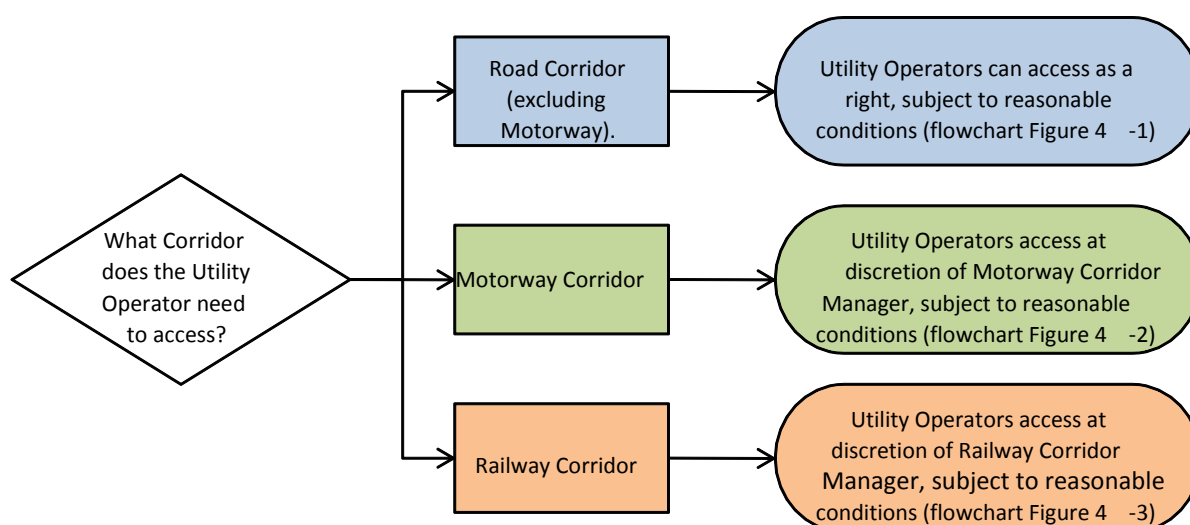 What Corridor
does the Utility
Operator need
to access?
Road Corridor
(excluding
Motorway).
Utility Operators can access as a
right, subject to reasonable
conditions (flowchart Figure 4 -1)
Motorway Corridor
Utility Operators access at
discretion of Motorway Corridor
Manager, subject to reasonable
conditions (flowchart Figure 4 -2)
Railway Corridor
Utility Operators access at
discretion of Railway Corridor
Manager, subject to reasonable
conditions (flowchart Figure 4 -3)